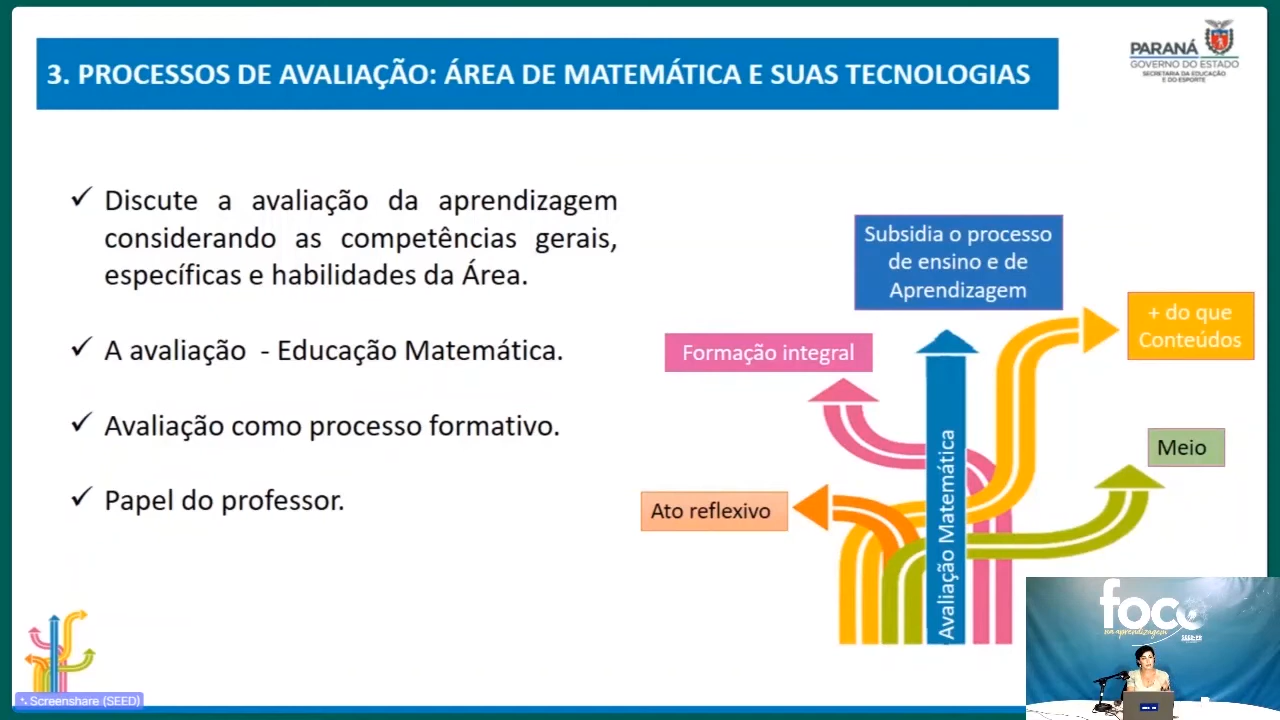 3. PROCESSOS DE AVALIAÇÃO: ÁREA DE MATEMÁTICA E SUAS TECNOLOGIAS
PARANÁ
GOVERNO DO ESTADO
SECRETARIA DA EDUCAÇÃO
E DO ESPORTE
✓ Discute a avaliação da aprendizagem
considerando as competências gerais,
específicas e habilidades da Área.
✓ A avaliação - Educação Matemática.
✓ Avaliação como processo formativo.
✓ Papel do professor.
Subsidia o processo
de ensino e de
Aprendizagem
+ do que
Conteúdos
Formação integral
Meio
Ato reflexivo
Avaliação Matemática
foco
na aprendizagem
SEED-PR
Screenshare (SEED)